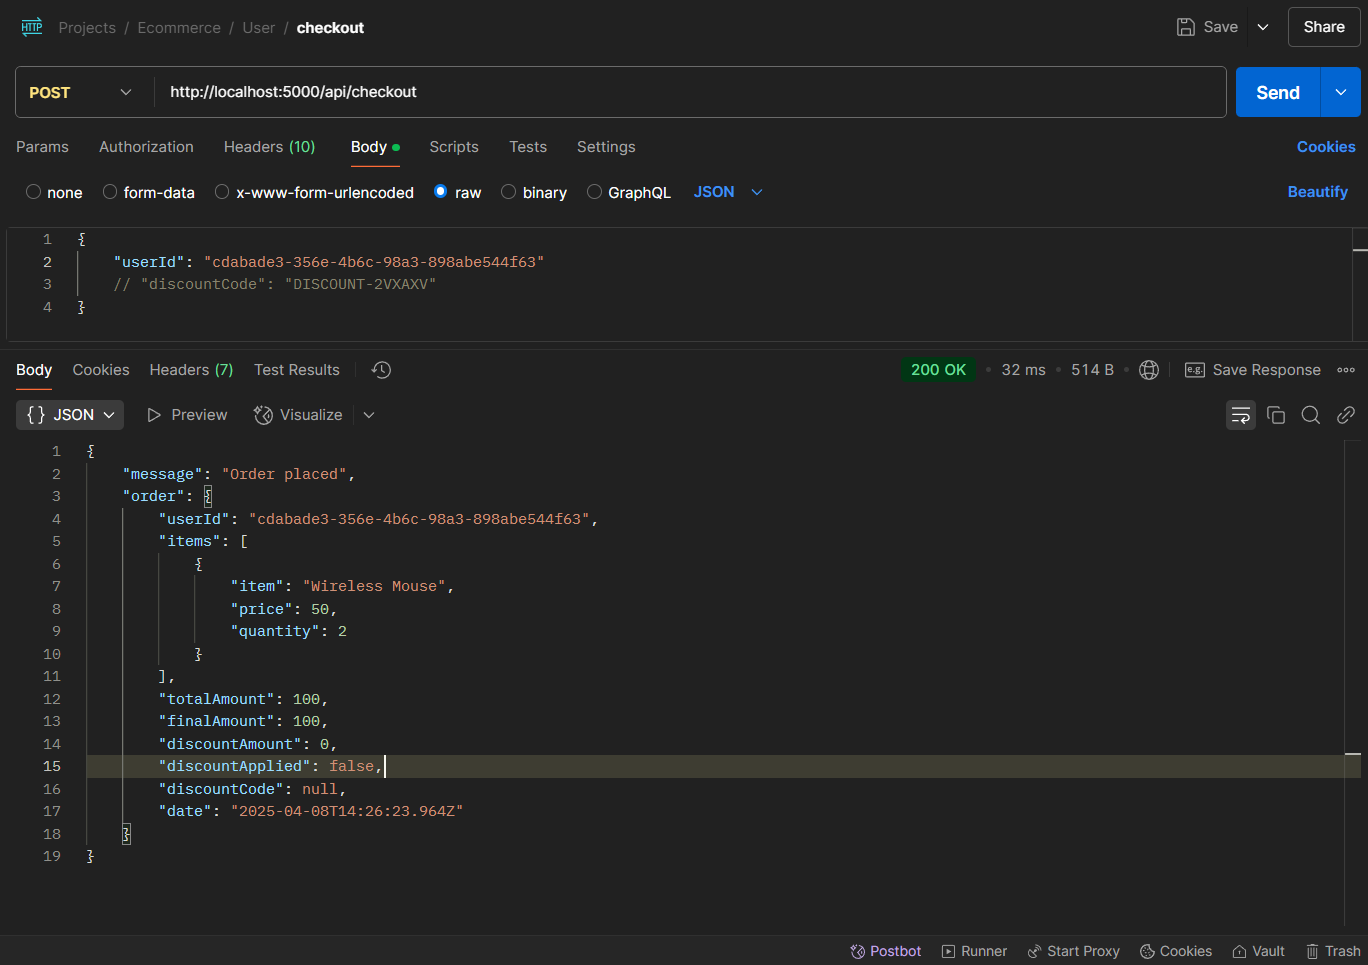 HTTP Projects / Ecommerce / User / checkout Save Share
POST http://localhost:5000/api/checkout Send
Params Authorization Headers (10) Body Scripts Tests Settings Cookies
none form-data x-www-form-urlencoded raw binary GraphQL JSON Beautify
1 {
2 "userId": "cdabade3-356e-4b6c-98a3-898abe544f63"
3 // "discountCode": "DISCOUNT-2VXAXV"
4 }
Body Cookies Headers (7) Test Results 200 OK • 32 ms • 514 B • e.g. Save Response
{} JSON Preview Visualize
1 {
2 "message": "Order placed",
3 "order": {
4 "userId": "cdabade3-356e-4b6c-98a3-898abe544f63",
5 "items": [
6 {
7 "item": "Wireless Mouse",
8 "price": 50,
9 "quantity": 2
10 }
11 ],
12 "totalAmount": 100,
13 "finalAmount": 100,
14 "discountAmount": 0,
15 "discountApplied": false,
16 "discountCode": null,
17 "date": "2025-04-08T14:26:23.964Z"
18 }
19 }
Postbot Runner Start Proxy Cookies Vault Trash